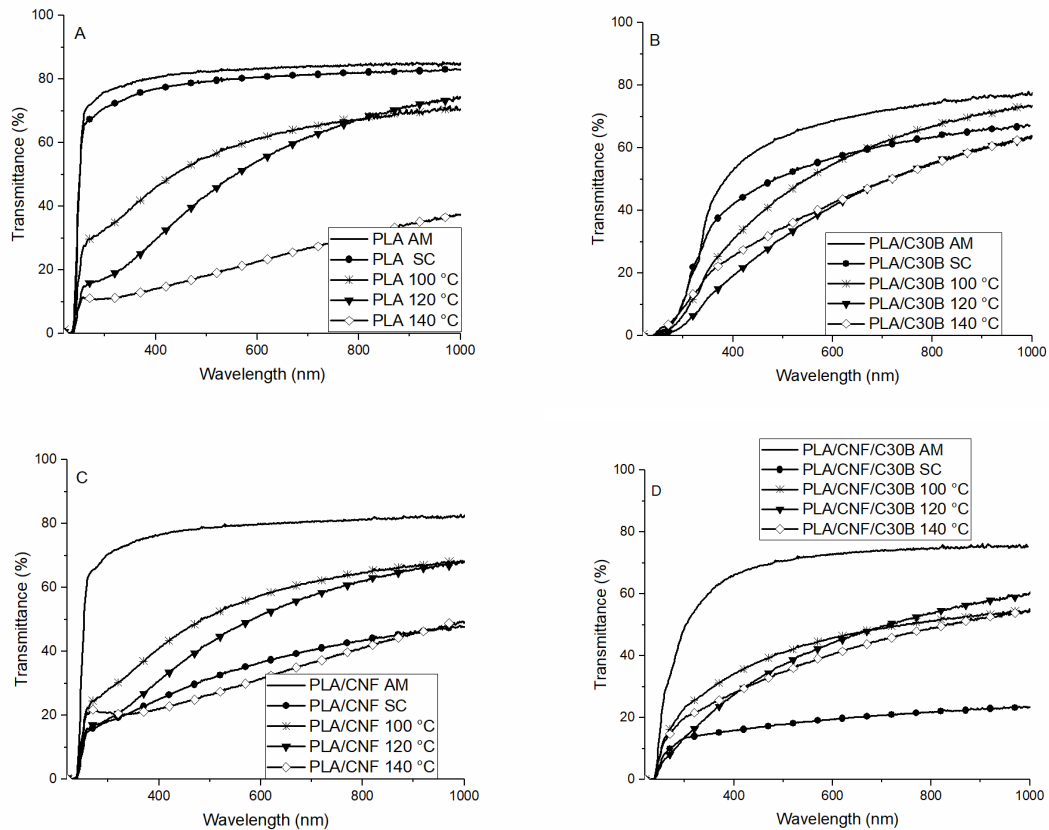 A
100
80
60
40
20
0
Transmittance (%)
PLA AM
PLA SC
PLA 100 °C
PLA 120 °C
PLA 140 °C
400
600
800
1000
Wavelength (nm)
B
100
80
60
40
20
0
Transmittance (%)
PLA/C30B AM
PLA/C30B SC
PLA/C30B 100 °C
PLA/C30B 120 °C
PLA/C30B 140 °C
400
600
800
1000
Wavelength (nm)
C
100
80
60
40
20
0
Transmittance (%)
PLA/CNF AM
PLA/CNF SC
PLA/CNF 100 °C
PLA/CNF 120 °C
PLA/CNF 140 °C
400
600
800
1000
Wavelength (nm)
PLA/CNF/C30B AM
PLA/CNF/C30B SC
PLA/CNF/C30B 100 °C
PLA/CNF/C30B 120 °C
PLA/CNF/C30B 140 °C
D
100
80
60
40
20
0
Transmittance (%)
400
600
800
1000
Wavelength (nm)